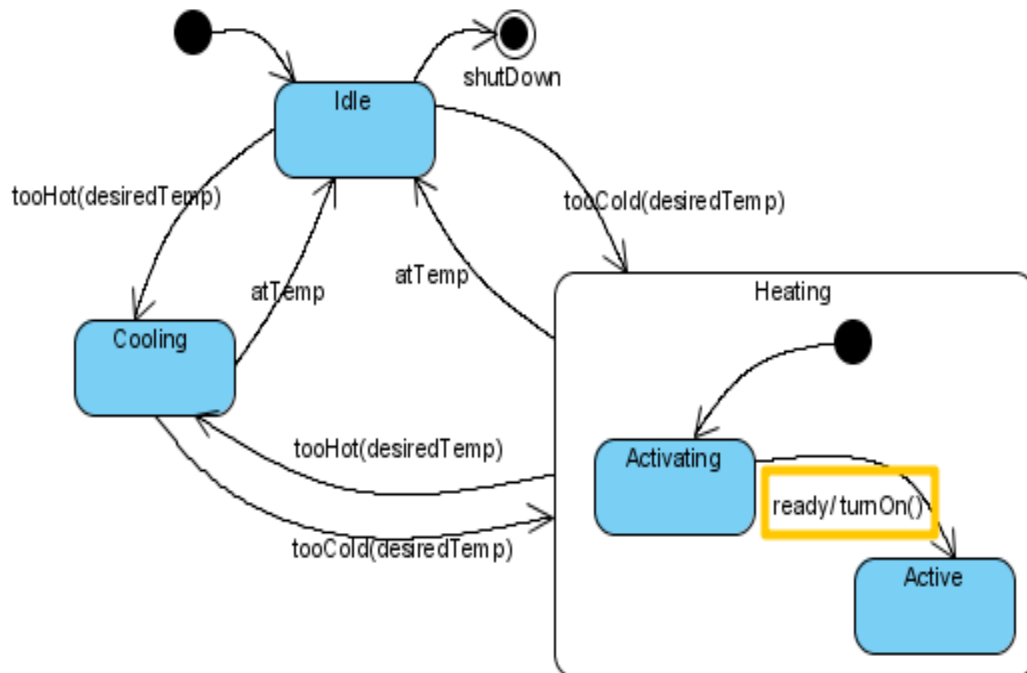 shutDown
Idle
tooHot(desiredTemp)
tooCold(desiredTemp)
atTemp
atTemp
Heating
Cooling
tooHot(desiredTemp)
Activating
ready/turnOn()
tooCold(desiredTemp)
Active